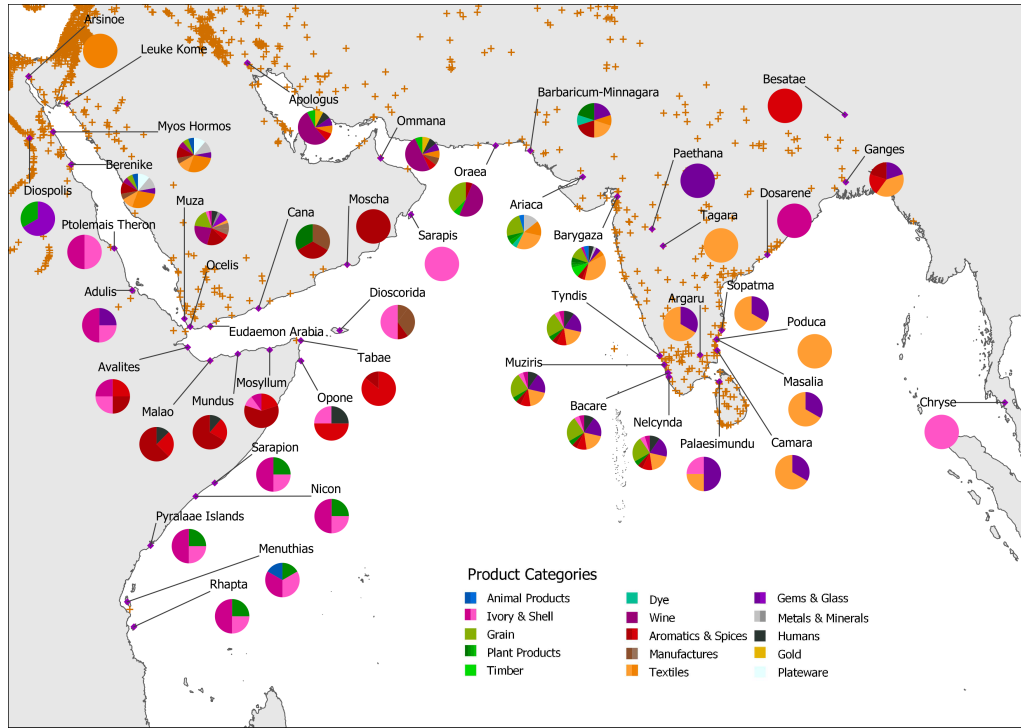 Arsinoe
Leuke Kome
Besatae
Apologus
Barbaricum-Minnagara
Myos Hormos
Ommana
Paethana
Ganges
Berenike
Oraea
Diospolis
Muza
Cana
Moscha
Ariaca
Dosarene
Ptolemais Theron
Tagara
Sarapis
Barygaza
Ocelis
Adulis
Dioscorida
Tyndis
Argaru
Sopatma
Eudaemon Arabia
Poduca
Avalites
Tabae
Muziris
Mosyllum
Masalia
Mundus
Opone
Malao
Bacare
Nelcynda
Chryse
Palaesimundu
Camara
Sarapion
Nicon
Pyralae Islands
Menuthias
Rhapta
Product Categories
Animal Products
Ivory & Shell
Grain
Plant Products
Timber
Dye
Wine
Aromatics & Spices
Manufactures
Textiles
Gems & Glass
Metals & Minerals
Humans
Gold
Plateware